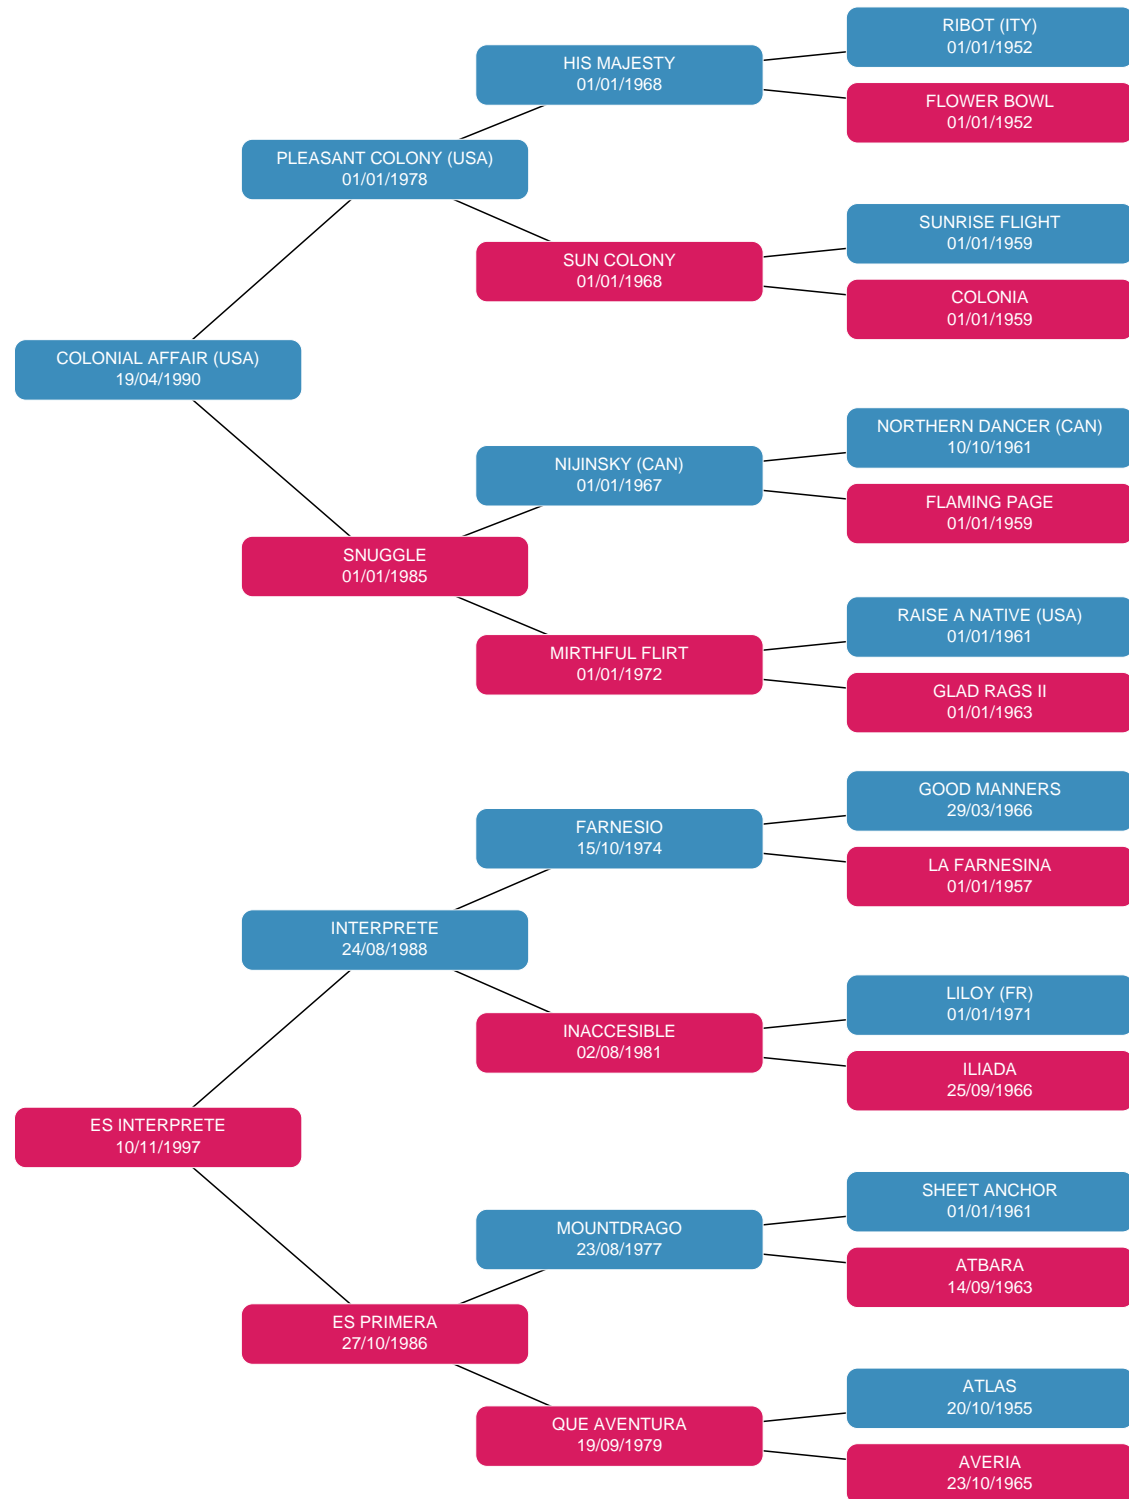 RIBOT (ITY)
01/01/1952
HIS MAJESTY
01/01/1968
FLOWER BOWL
01/01/1952
PLEASANT COLONY (USA)
01/01/1978
SUNRISE FLIGHT
01/01/1959
SUN COLONY
01/01/1968
COLONIA
01/01/1959
COLONIAL AFFAIR (USA)
19/04/1990
NORTHERN DANCER (CAN)
10/10/1961
NIJINSKY (CAN)
01/01/1967
FLAMING PAGE
01/01/1959
SNUGGLE
01/01/1985
RAISE A NATIVE (USA)
01/01/1961
MIRTHFUL FLIRT
01/01/1972
GLAD RAGS II
01/01/1963
GOOD MANNERS
29/03/1966
FARNESIO
15/10/1974
LA FARNESINA
01/01/1957
INTERPRETE
24/08/1988
LILOY (FR)
01/01/1971
INACCESIBLE
02/08/1981
ILIADA
25/09/1966
ES INTERPRETE
10/11/1997
SHEET ANCHOR
01/01/1961
MOUNTDRAGO
23/08/1977
ATBARA
14/09/1963
ES PRIMERA
27/10/1986
ATLAS
20/10/1955
QUE AVENTURA
19/09/1979
AVERIA
23/10/1965